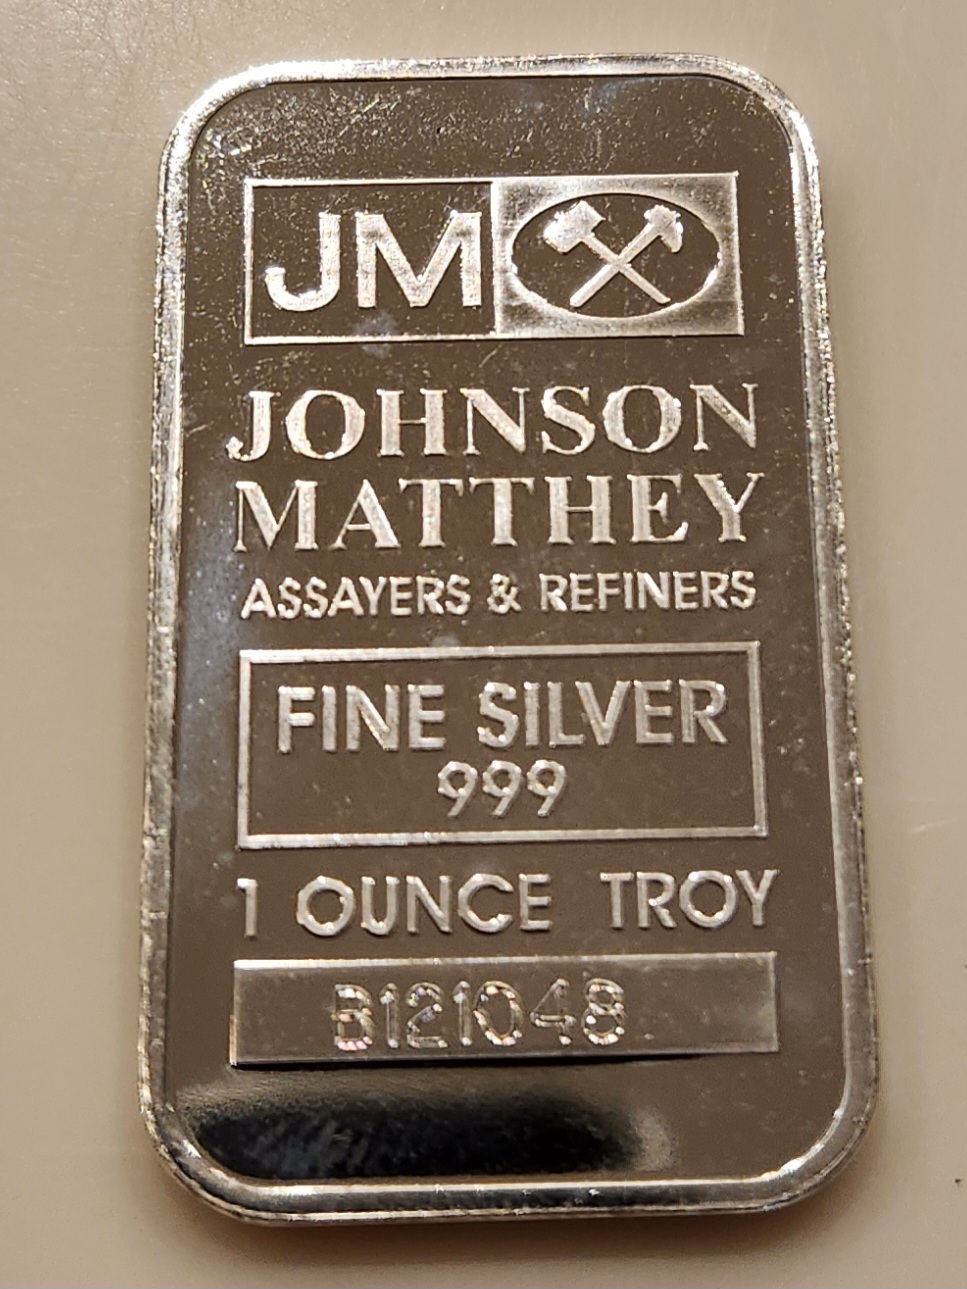 JM
JOHNSON
MATTHEY
ASSAYERS & REFINERS
FINE SILVER
999
1 OUNCE TROY
B121048